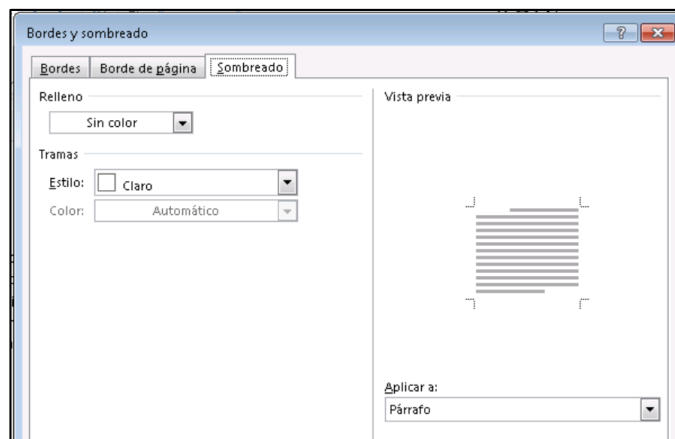 Bordes y sombreado
Bordes
Borde de página
Sombreado
Relleno
Sin color
Tramas
Estilo: Claro
Color: Automático
Vista previa
Aplicar a:
Párrafo